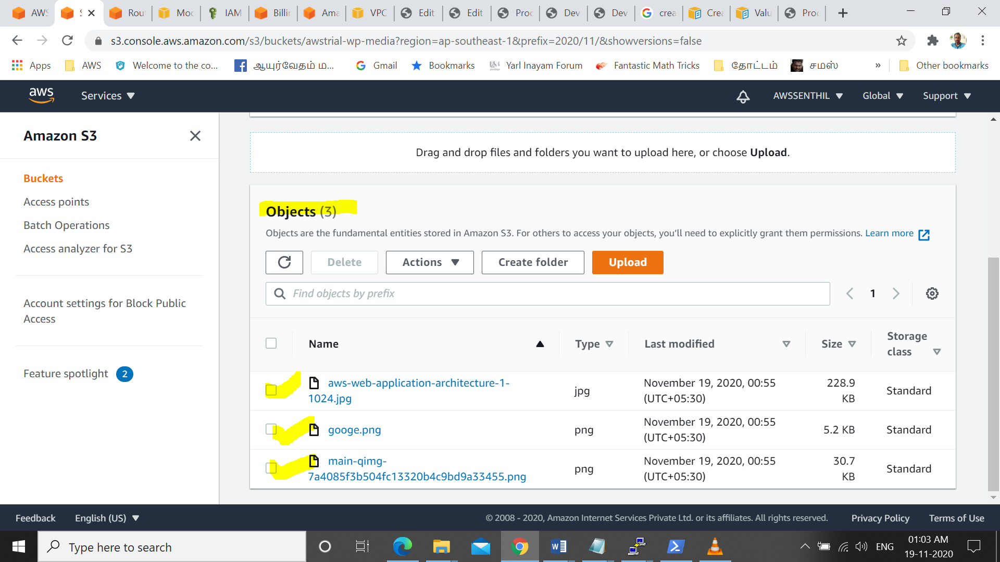 AWS
S
Rou
Moc
IAM
Billin
Ama
VPC
Edit
Edit
Proc
Dev
Dev
crea
Crea
Valu
Proc
s3.console.aws.amazon.com/s3/buckets/awstrial-wp-media?region=ap-southeast-1&prefix=2020/11/&showversions=false
Apps
AWS
Welcome to the co...
ஆயுர்வேதம் ம...
Gmail
Bookmarks
Yarl Inayam Forum
Fantastic Math Tricks
தோட்டம்
சமஸ்
»
Other bookmarks
aws
Services
AWSSENTHIL
Global
Support
Amazon S3
Buckets
Access points
Batch Operations
Access analyzer for S3
Account settings for Block Public
Access
Feature spotlight 2
Drag and drop files and folders you want to upload here, or choose Upload.
Objects (3)
Objects are the fundamental entities stored in Amazon S3. For others to access your objects, you’ll need to explicitly grant them permissions. Learn more
Delete
Actions
Create folder
Upload
Find objects by prefix
1
Name
Type
Last modified
Size
Storage
class
aws-web-application-architecture-1-
1024.jpg
jpg
November 19, 2020, 00:55
(UTC+05:30)
228.9
KB
Standard
googe.png
png
November 19, 2020, 00:55
(UTC+05:30)
5.2 KB
Standard
main-qimg-
7a4085f3b504fc13320b4c9bd9a33455.png
png
November 19, 2020, 00:55
(UTC+05:30)
30.7
KB
Standard
Feedback
English (US)
© 2008 - 2020, Amazon Internet Services Private Ltd. or its affiliates. All rights reserved.
Privacy Policy
Terms of Use
Type here to search
ENG
01:03 AM
19-11-2020